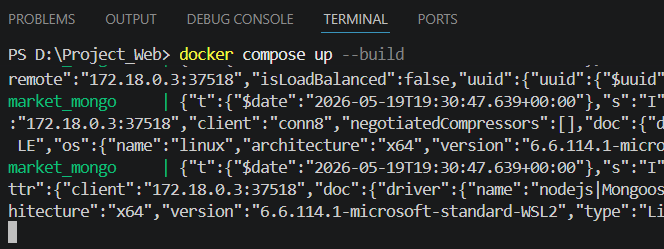 PROBLEMS OUTPUT DEBUG CONSOLE TERMINAL PORTS
PS D:\Project_Web> docker compose up --build
remote":"172.18.0.3:37518","isLoadBalanced":false,"uuid":{"uuid":{"$uuid"
market_mongo | {"t":{"$date":"2026-05-19T19:30:47.639+00:00"},"s":"I"
:"172.18.0.3:37518","client":"conn8","negotiatedCompressors":[],"doc":{"d
LE","os":{"name":"linux","architecture":"x64","version":"6.6.114.1-micro
market_mongo | {"t":{"$date":"2026-05-19T19:30:47.639+00:00"},"s":"I"
ttr":{"client":"172.18.0.3:37518","doc":{"driver":{"name":"nodejs|Mongoos
hitecture":"x64","version":"6.6.114.1-microsoft-standard-WSL2","type":"Li